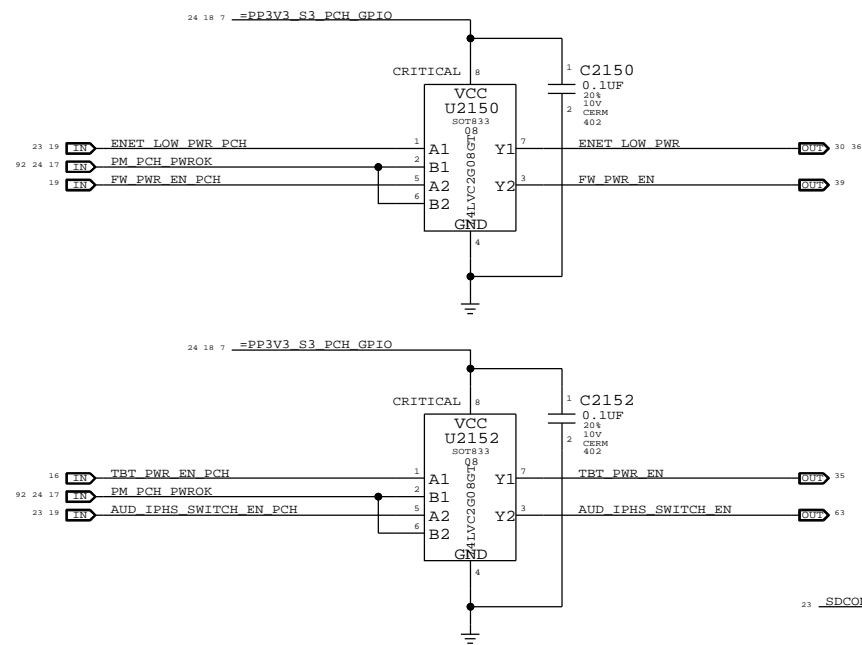 24 18 7 =PP3V3_S3_PCH_GPIO
CRITICAL 8
1 C2150
0.1UF
20%
10V
2 CERM
402
VCC
U2150
SOT833
08
74LVC2G08GT
23 19 IN ENET_LOW_PWR_PCH 1 A1 Y1 7 ENET_LOW_PWR OUT 30 36
92 24 17 IN PM_PCH_PWROK 2 B1
19 IN FW_PWR_EN_PCH 5 A2 Y2 3 FW_PWR_EN OUT 39
6 B2
GND
4
24 18 7 =PP3V3_S3_PCH_GPIO
CRITICAL 8
1 C2152
0.1UF
20%
10V
2 CERM
402
VCC
U2152
SOT833
08
74LVC2G08GT
16 IN TBT_PWR_EN_PCH 1 A1 Y1 7 TBT_PWR_EN OUT 35
92 24 17 IN PM_PCH_PWROK 2 B1
23 19 IN AUD_IPHS_SWITCH_EN_PCH 5 A2 Y2 3 AUD_IPHS_SWITCH_EN OUT 63
6 B2
GND
4
23